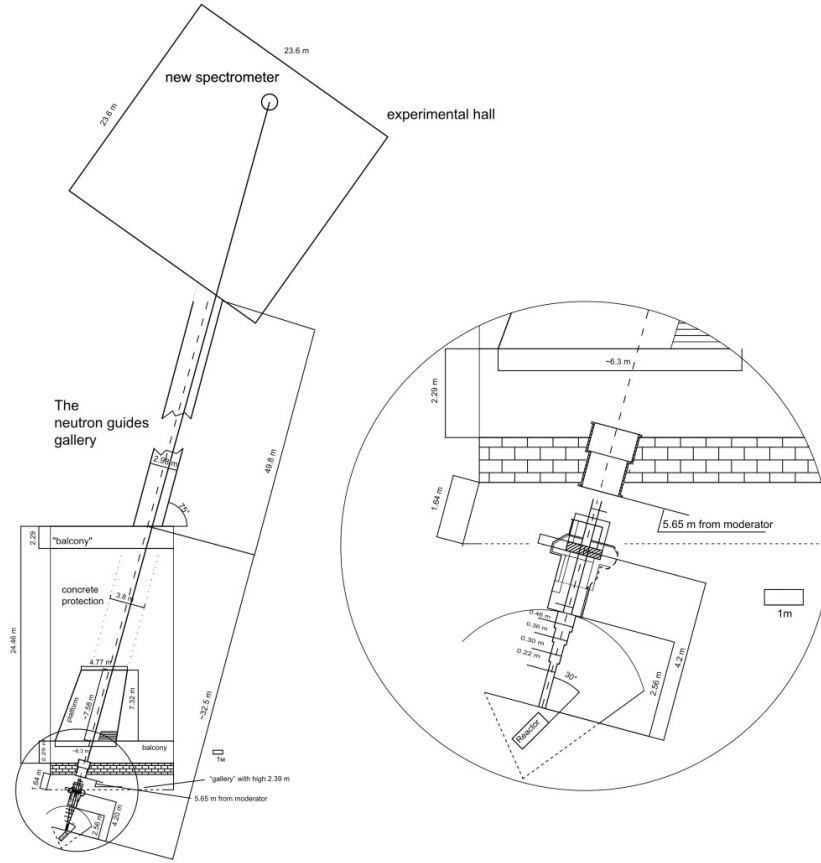 23.6 m
new spectrometer
23.6 m
experimental hall
The
neutron guides
gallery
2.98 m
49.8 m
75°
2.29
"balcony"
concrete
protection
24.46 m
4.77 m
platform
~7.58 m
7.32 m
~32.5 m
2.29 m
balcony
~6.3 m
1м
1.64 m
"gallery" with high 2.39 m
5.65 m from moderator
2.56 m
4.20 m
~6.3 m
2.29 m
1.64 m
5.65 m from moderator
1m
0.46 m
0.36 m
0.30 m
0.22 m
30°
4.2 m
2.56 m
Reactor